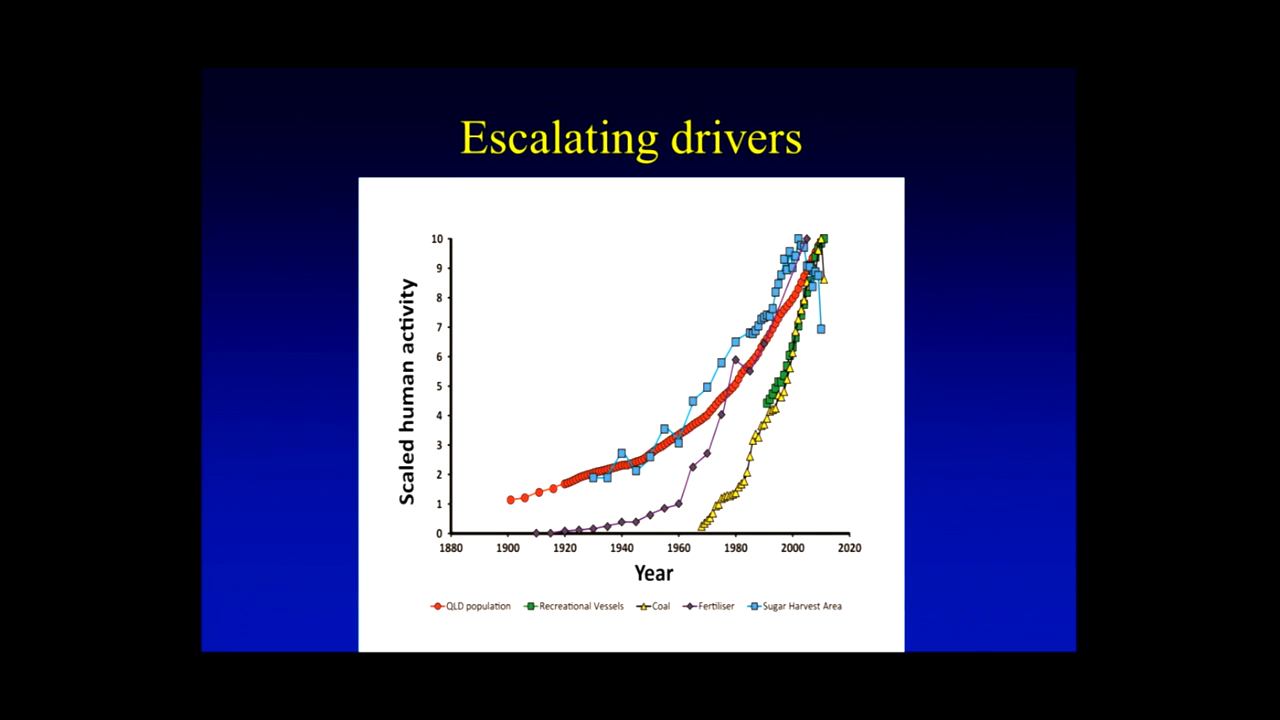 Escalating drivers
10
9
8
7
6
5
4
3
2
1
0
Scaled human activity
1880 1900 1920 1940 1960 1980 2000 2020
Year
QLD population Recreational Vessels Coal Fertiliser Sugar Harvest Area